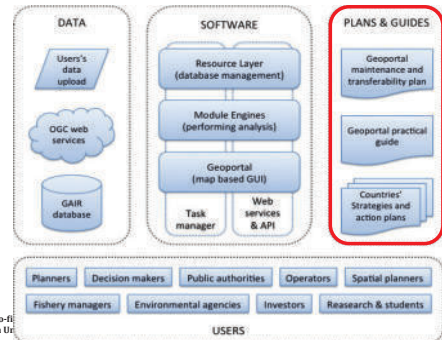 DATA
User's data
upload
OGC web
services
GAIR
database
SOFTWARE
Resource Layer
(database management)
Module Engines
(performing analysis)
Geoportal
(map based GUI)
Task
manager
Web
services
& API
PLANS & GUIDES
Geoportal
maintenance and
transferability plan
Geoportal practical
guide
Countries'
Strategies and
action plans
Planners
Decision makers
Public authorities
Operators
Spatial planners
Fishery managers
Environmental agencies
Investors
Reasearch & students
USERS